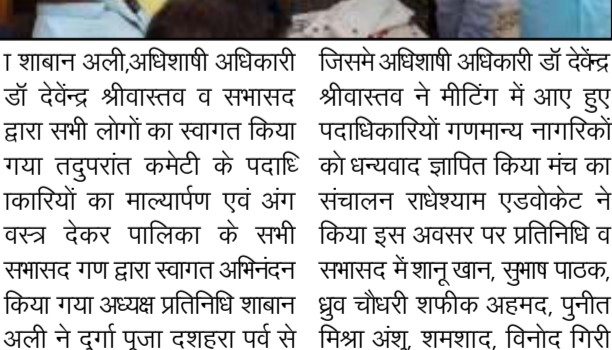 ा शाबान अली,अधिशाषी अधिकारी
डॉ देवेंन्द्र श्रीवास्तव व सभासद
द्वारा सभी लोगों का स्वागत किया
गया तदुपरांत कमेटी के पदाधि
ाकारियों का माल्यार्पण एवं अंग
वस्त्र देकर पालिका के सभी
सभासद गण द्वारा स्वागत अभिनंदन
किया गया अध्यक्ष प्रतिनिधि शाबान
अली ने दुर्गा पूजा दशहरा पर्व से
जिसमे अधिशाषी अधिकारी डॉ देवेंन्द्र
श्रीवास्तव ने मीटिंग में आए हुए
पदाधिकारियों गणमान्य नागरिकों
को धन्यवाद ज्ञापित किया मंच का
संचालन राधेश्याम एडवोकेट ने
किया इस अवसर पर प्रतिनिधि व
सभासद में शानू खान, सुभाष पाठक,
ध्रुव चौधरी शफीक अहमद, पुनीत
मिश्रा अंशू, शमशाद, विनोद गिरी